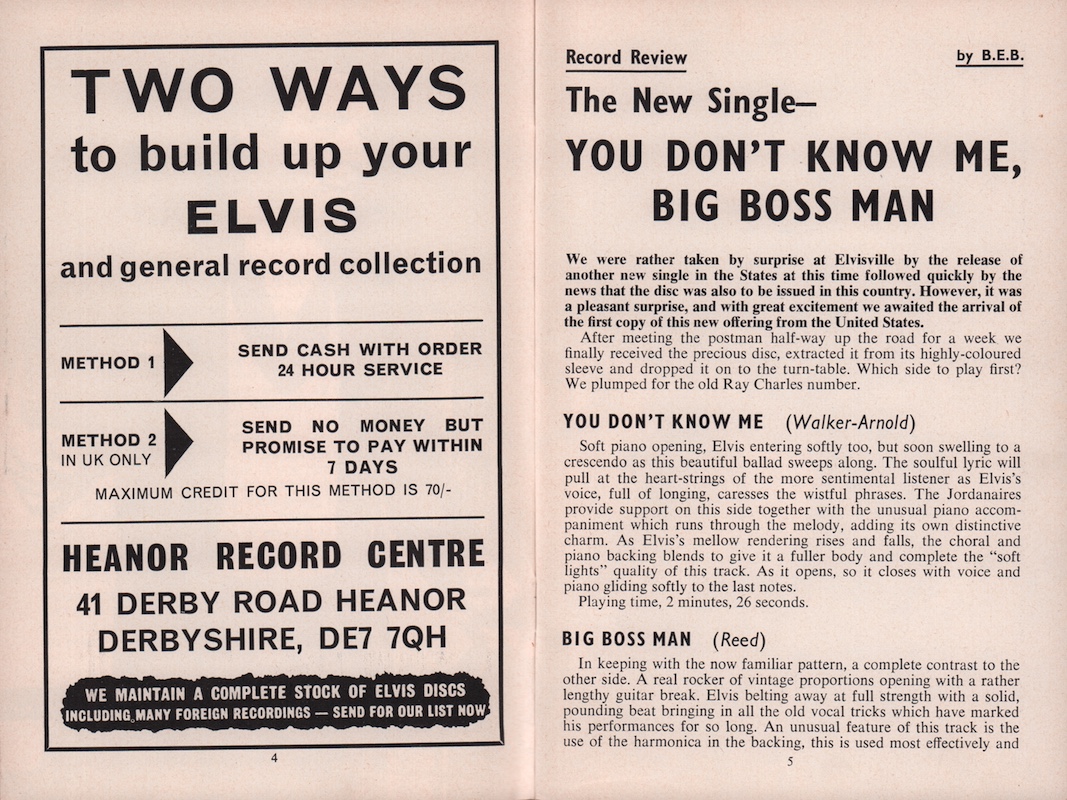 TWO WAYS
to build up your
ELVIS
and general record collection
METHOD 1
SEND CASH WITH ORDER
24 HOUR SERVICE
METHOD 2
IN UK ONLY
SEND NO MONEY BUT
PROMISE TO PAY WITHIN
7 DAYS
MAXIMUM CREDIT FOR THIS METHOD IS 70/-
HEANOR RECORD CENTRE
41 DERBY ROAD HEANOR
DERBYSHIRE, DE7 7QH
WE MAINTAIN A COMPLETE STOCK OF ELVIS DISCS
INCLUDING MANY FOREIGN RECORDINGS — SEND FOR OUR LIST NOW
4
Record Review
by B.E.B.
The New Single—
YOU DON'T KNOW ME,
BIG BOSS MAN
We were rather taken by surprise at Elvisville by the release of
another new single in the States at this time followed quickly by the
news that the disc was also to be issued in this country. However, it was
a pleasant surprise, and with great excitement we awaited the arrival of
the first copy of this new offering from the United States.
After meeting the postman half-way up the road for a week we
finally received the precious disc, extracted it from its highly-coloured
sleeve and dropped it on to the turn-table. Which side to play first?
We plumped for the old Ray Charles number.
YOU DON'T KNOW ME (Walker-Arnold)
Soft piano opening, Elvis entering softly too, but soon swelling to a
crescendo as this beautiful ballad sweeps along. The soulful lyric will
pull at the heart-strings of the more sentimental listener as Elvis's
voice, full of longing, caresses the wistful phrases. The Jordanaires
provide support on this side together with the unusual piano accom-
paniment which runs through the melody, adding its own distinctive
charm. As Elvis's mellow rendering rises and falls, the choral and
piano backing blends to give it a fuller body and complete the "soft
lights" quality of this track. As it opens, so it closes with voice and
piano gliding softly to the last notes.
Playing time, 2 minutes, 26 seconds.
BIG BOSS MAN (Reed)
In keeping with the now familiar pattern, a complete contrast to the
other side. A real rocker of vintage proportions opening with a rather
lengthy guitar break. Elvis belting away at full strength with a solid,
pounding beat bringing in all the old vocal tricks which have marked
his performances for so long. An unusual feature of this track is the
use of the harmonica in the backing, this is used most effectively and
5